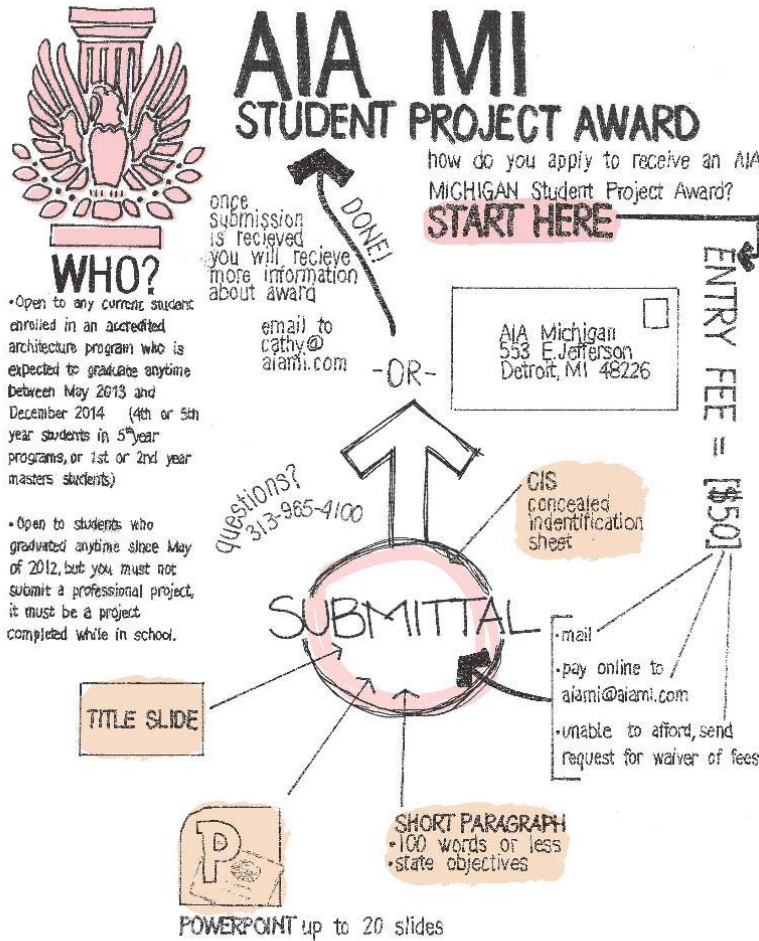 AIA MI
STUDENT PROJECT AWARD
how do you apply to receive an AIA
MICHIGAN Student Project Award?
START HERE
WHO?
•Open to any current student
enrolled in an accredited
architecture program who is
expected to graduate anytime
between May 2013 and
December 2014 (4th or 5th
year students in 5th year
programs, or 1st or 2nd year
masters students)
•Open to students who
graduated anytime since May
of 2012, but you must not
submit a professional project,
it must be a project
completed while in school.
ENTRY FEE = [$50]
•mail
•pay online to
aiami@aiami.com
•unable to afford, send
request for waiver of fees
SUBMITTAL
TITLE SLIDE
P
POWERPOINT up to 20 slides
SHORT PARAGRAPH
•100 words or less
•state objectives
CIS
concealed
indentification
sheet
questions?
313-965-4100
email to
cathy@
aiami.com
-OR-
AIA Michigan
553 E.Jefferson
Detroit, MI 48226
DONE!
once
submission
is recieved
you will recieve
more information
about award